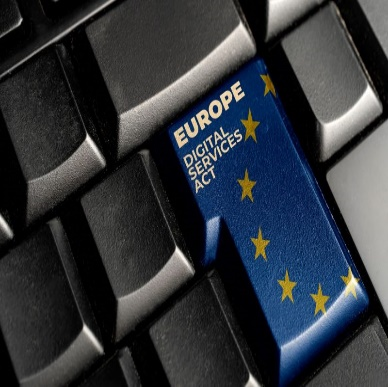 EUROPE
DIGITAL
SERVICES
ACT